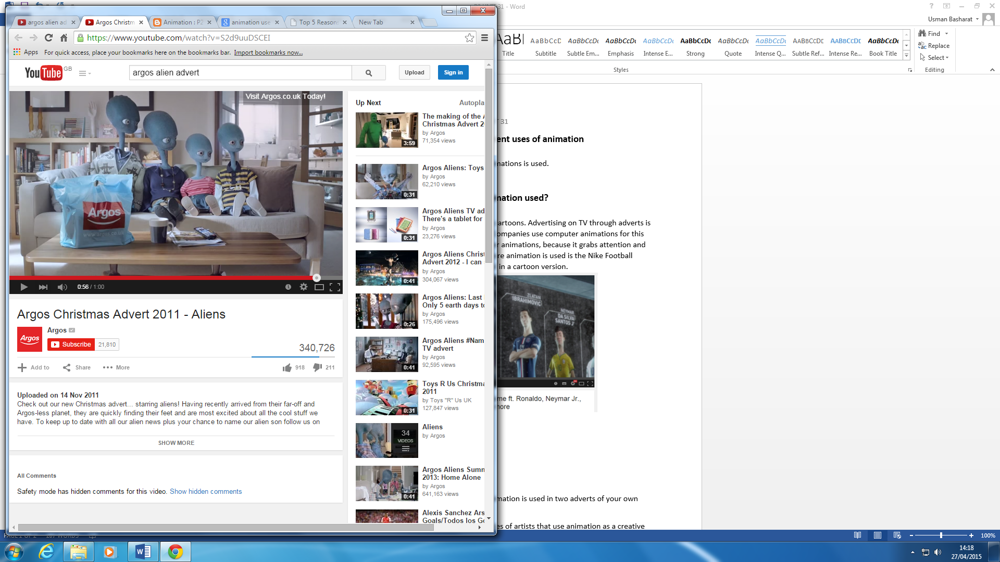 31 - Word
Usman Basharat
argos alien ad
Argos Christm
Animation : P2
animation use
Top 5 Reasons
New Tab
https://www.youtube.com/watch?v=S2d9uuDSCEI
Apps
For quick access, place your bookmarks here on the bookmarks bar. Import bookmarks now...
AaBl
AaBbCcD
AaBbCcDc
AaBbCcDc
AaBbCcDc
AaBbCcDc
AaBbCcDc
AaBbCcDc
AABBCCDE
AABBCCDE
AaBbCcDc
Title
Subtitle
Subtle Em...
Emphasis
Intense E...
Strong
Quote
Intense Q...
Subtle Ref...
Intense Re...
Book Title
Styles
Find
Replace
Select
Editing
YouTube GB
argos alien advert
Upload
Sign in
Visit Argos.co.uk Today!
Argos
www.argos.co.uk
0:56 / 1:00
Argos Christmas Advert 2011 - Aliens
Argos
Argos
Subscribe
21,810
340,726
Add to
Share
More
918
211
Uploaded on 14 Nov 2011
Check out our new Christmas advert... starring aliens! Having recently arrived from their far-off and
Argos-less planet, they are quickly finding their feet and are most excited about all the cool stuff we
have. To keep up to date with all our alien news plus your chance to name our alien son follow us on
SHOW MORE
All Comments
Safety mode has hidden comments for this video. Show hidden comments
Up Next
Autopla
The making of the A
Christmas Advert 2
by Argos
71,354 views
3:59
Argos Aliens: Toys
by Argos
62,210 views
0:31
Argos Aliens TV ad
There's a tablet for
by Argos
23,276 views
0:31
Argos Aliens Christ
Advert 2012 - I can
by Argos
304,067 views
0:41
Argos Aliens: Last
Only 5 earth days to
by Argos
175,496 views
0:26
Argos Aliens #Nam
TV advert
by Argos
92,595 views
0:41
Toys R Us Christma
2011
by Toys "R" Us UK
127,847 views
0:31
Aliens
by Argos
34
VIDEOS
Argos Aliens Summ
2013: Home Alone
by Argos
641,163 views
0:41
Alexis Sanchez Ars
Goals/Todos los Go
31
ent uses of animation
mations is used.
mation used?
artoons. Advertising on TV through adverts is
ompanies use computer animations for this
r animations, because it grabs attention and
re animation is used is the Nike Football
in a cartoon version.
ZLATAN
IBRAHIMOVIC
NEYMAR
DA SILVA
SANTOS JR
me ft. Ronaldo, Neymar Jr.,
more
mation is used in two adverts of your own
es of artists that use animation as a creative
100%
14:18
27/04/2015